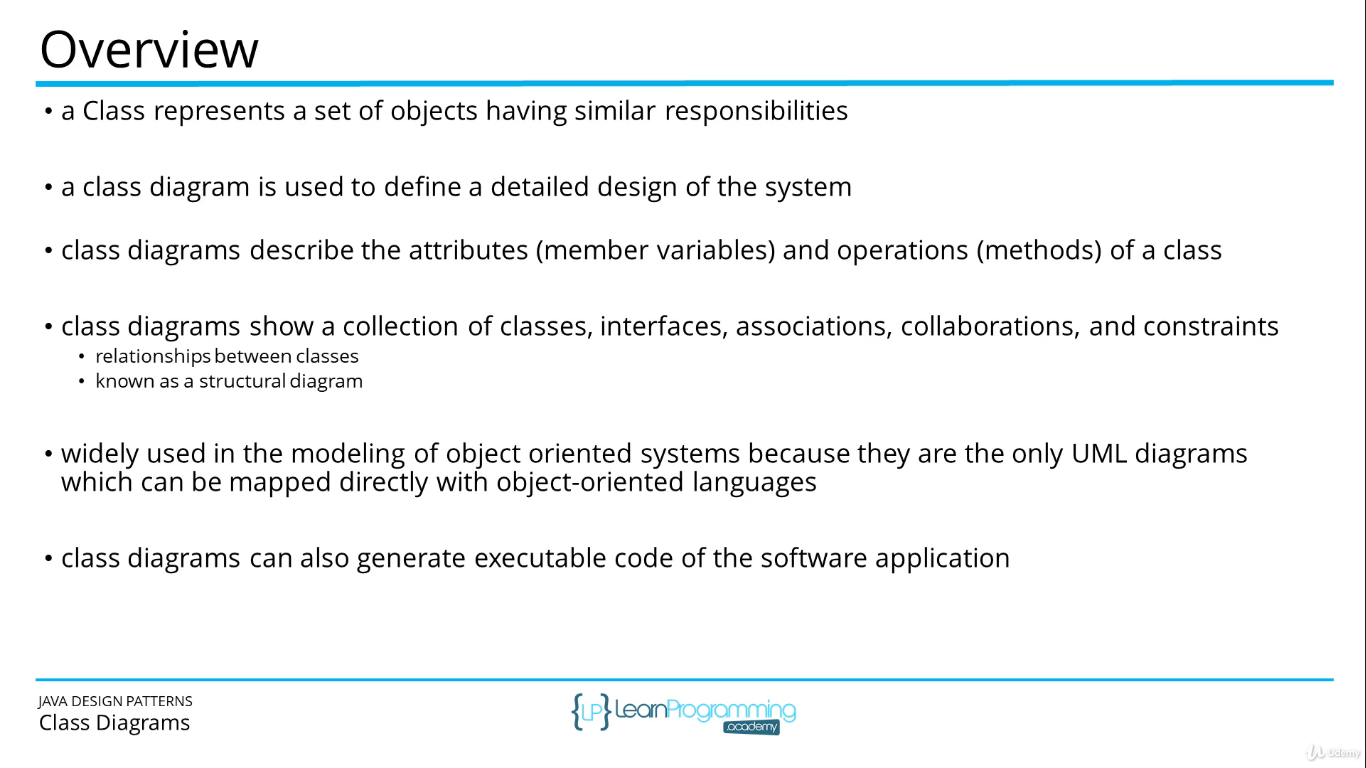 Overview
• a Class represents a set of objects having similar responsibilities
• a class diagram is used to define a detailed design of the system
• class diagrams describe the attributes (member variables) and operations (methods) of a class
• class diagrams show a collection of classes, interfaces, associations, collaborations, and constraints
• relationships between classes
• known as a structural diagram
• widely used in the modeling of object oriented systems because they are the only UML diagrams
which can be mapped directly with object-oriented languages
• class diagrams can also generate executable code of the software application
JAVA DESIGN PATTERNS
Class Diagrams
{LP} LearnProgramming
.academy
Udemy